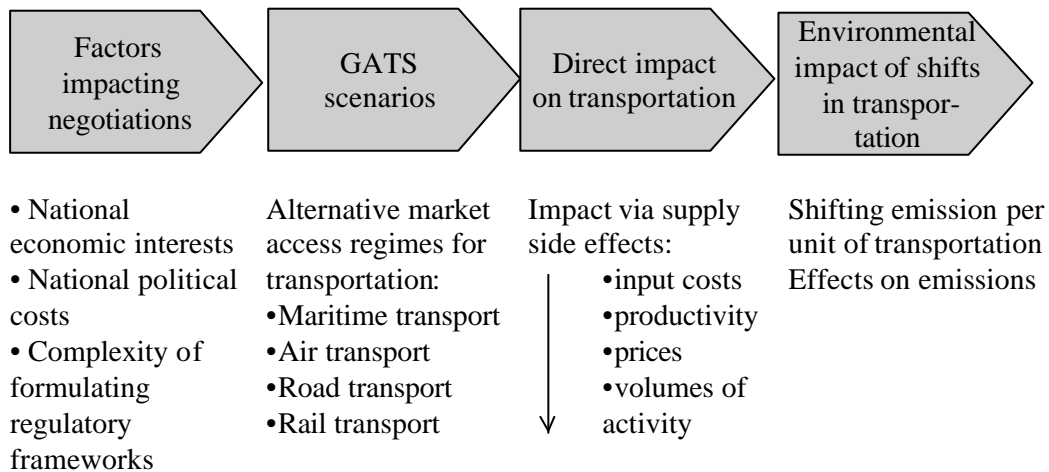 Factors
impacting
negotiations
GATS
scenarios
Direct impact
on transportation
Environmental
impact of shifts
in transpor-
tation
• National
economic interests
• National political
costs
• Complexity of
formulating
regulatory
frameworks
Alternative market
access regimes for
transportation:
•Maritime transport
•Air transport
•Road transport
•Rail transport
Impact via supply
side effects:
•input costs
•productivity
•prices
•volumes of
activity
Shifting emission per
unit of transportation
Effects on emissions